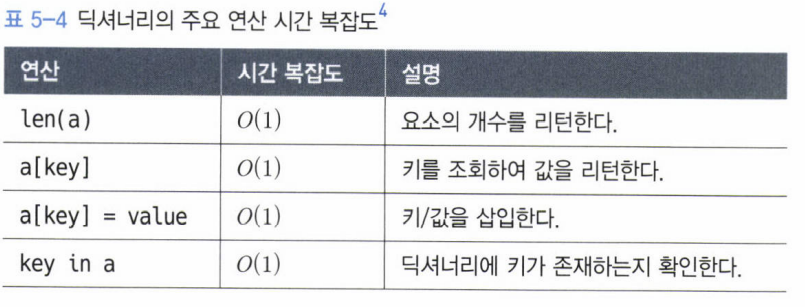 표 5-4 딕셔너리의 주요 연산 시간 복잡도4
연산 시간 복잡도 설명
len(a) O(1) 요소의 개수를 리턴한다.
a[key] O(1) 키를 조회하여 값을 리턴한다.
a[key] = value O(1) 키/값을 삽입한다.
key in a O(1) 딕셔너리에 키가 존재하는지 확인한다.